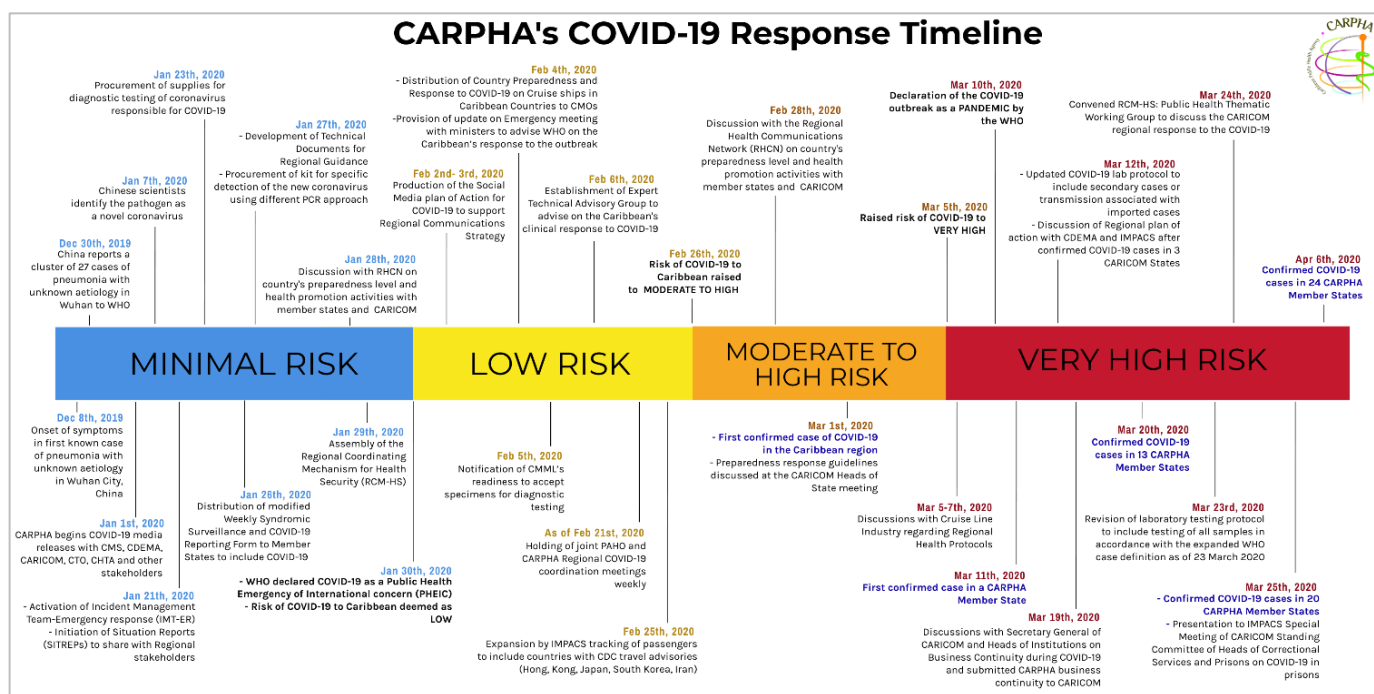 CARPHA's COVID-19 Response Timeline
CARPHA
Jan 23th, 2020
Procurement of supplies for
diagnostic testing of coronavirus
responsible for COVID-19
Jan 27th, 2020
- Development of Technical
Documents for
Regional Guidance
- Procurement of kit for specific
detection of the new coronavirus
using different PCR approach
Jan 7th, 2020
Chinese scientists
identify the pathogen as
a novel coronavirus
Dec 30th, 2019
China reports a
cluster of 27 cases of
pneumonia with
unknown aetiology in
Wuhan to WHO
Jan 28th, 2020
Discussion with RHCN on
country's preparedness level and
health promotion activities with
member states and CARICOM
Feb 4th, 2020
- Distribution of Country Preparedness and
Response to COVID-19 on Cruise ships in
Caribbean Countries to CMOs
-Provision of update on Emergency meeting
with ministers to advise WHO on the
Caribbean's response to the outbreak
Feb 2nd- 3rd, 2020
Production of the Social
Media plan of Action for
COVID-19 to support
Regional Communications
Strategy
Feb 6th, 2020
Establishment of Expert
Technical Advisory Group to
advise on the Caribbean's
clinical response to COVID-19
Feb 26th, 2020
Risk of COVID-19 to
Caribbean raised
to MODERATE TO HIGH
Feb 28th, 2020
Discussion with the Regional
Health Communications
Network (RHCN) on country's
preparedness level and health
promotion activities with
member states and CARICOM
Mar 10th, 2020
Declaration of the COVID-19
outbreak as a PANDEMIC by
the WHO
Mar 5th, 2020
Raised risk of COVID-19 to
VERY HIGH
Mar 24th, 2020
Convened RCM-HS: Public Health Thematic
Working Group to discuss the CARICOM
regional response to the COVID-19
Mar 12th, 2020
- Updated COVID-19 lab protocol to
include secondary cases or
transmission associated with
imported cases
- Discussion of Regional plan of
action with CDEMA and IMPACS after
confirmed COVID-19 cases in 3
CARICOM States
Apr 6th, 2020
Confirmed COVID-19
cases in 24 CARPHA
Member States
MINIMAL RISK
LOW RISK
MODERATE TO
HIGH RISK
VERY HIGH RISK
Dec 8th, 2019
Onset of symptoms
in first known case
of pneumonia with
unknown aetiology
in Wuhan City,
China
Jan 1st, 2020
CARPHA begins COVID-19 media
releases with CMS, CDEMA,
CARICOM, CTO, CHTA and other
stakeholders
Jan 21th, 2020
- Activation of Incident Management
Team-Emergency response (IMT-ER)
- Initiation of Situation Reports
(SITREPs) to share with Regional
stakeholders
Jan 26th, 2020
Distribution of modified
Weekly Syndromic
Surveillance and COVID-19
Reporting Form to Member
States to include COVID-19
Jan 29th, 2020
Assembly of the
Regional Coordinating
Mechanism for Health
Security (RCM-HS)
Jan 30th, 2020
- WHO declared COVID-19 as a Public Health
Emergency of International concern (PHEIC)
- Risk of COVID-19 to Caribbean deemed as
LOW
Feb 5th, 2020
Notification of CMML's
readiness to accept
specimens for diagnostic
testing
As of Feb 21st, 2020
Holding of joint PAHO and
CARPHA Regional COVID-19
coordination meetings
weekly
Feb 25th, 2020
Expansion by IMPACS tracking of passengers
to include countries with CDC travel advisories
(Hong, Kong, Japan, South Korea, Iran)
Mar 1st, 2020
- First confirmed case of COVID-19
in the Caribbean region
- Preparedness response guidelines
discussed at the CARICOM Heads of
State meeting
Mar 5-7th, 2020
Discussions with Cruise Line
Industry regarding Regional
Health Protocols
Mar 11th, 2020
First confirmed case in a CARPHA
Member State
Mar 19th, 2020
Discussions with Secretary General of
CARICOM and Heads of Institutions on
Business Continuity during COVID-19
and submitted CARPHA business
continuity to CARICOM
Mar 20th, 2020
Confirmed COVID-19
cases in 13 CARPHA
Member States
Mar 23rd, 2020
Revision of laboratory testing protocol
to include testing of all samples in
accordance with the expanded WHO
case definition as of 23 March 2020
Mar 25th, 2020
- Confirmed COVID-19 cases in 20
CARPHA Member States
- Presentation to IMPACS Special
Meeting of CARICOM Standing
Committee of Heads of Correctional
Services and Prisons on COVID-19 in
prisons